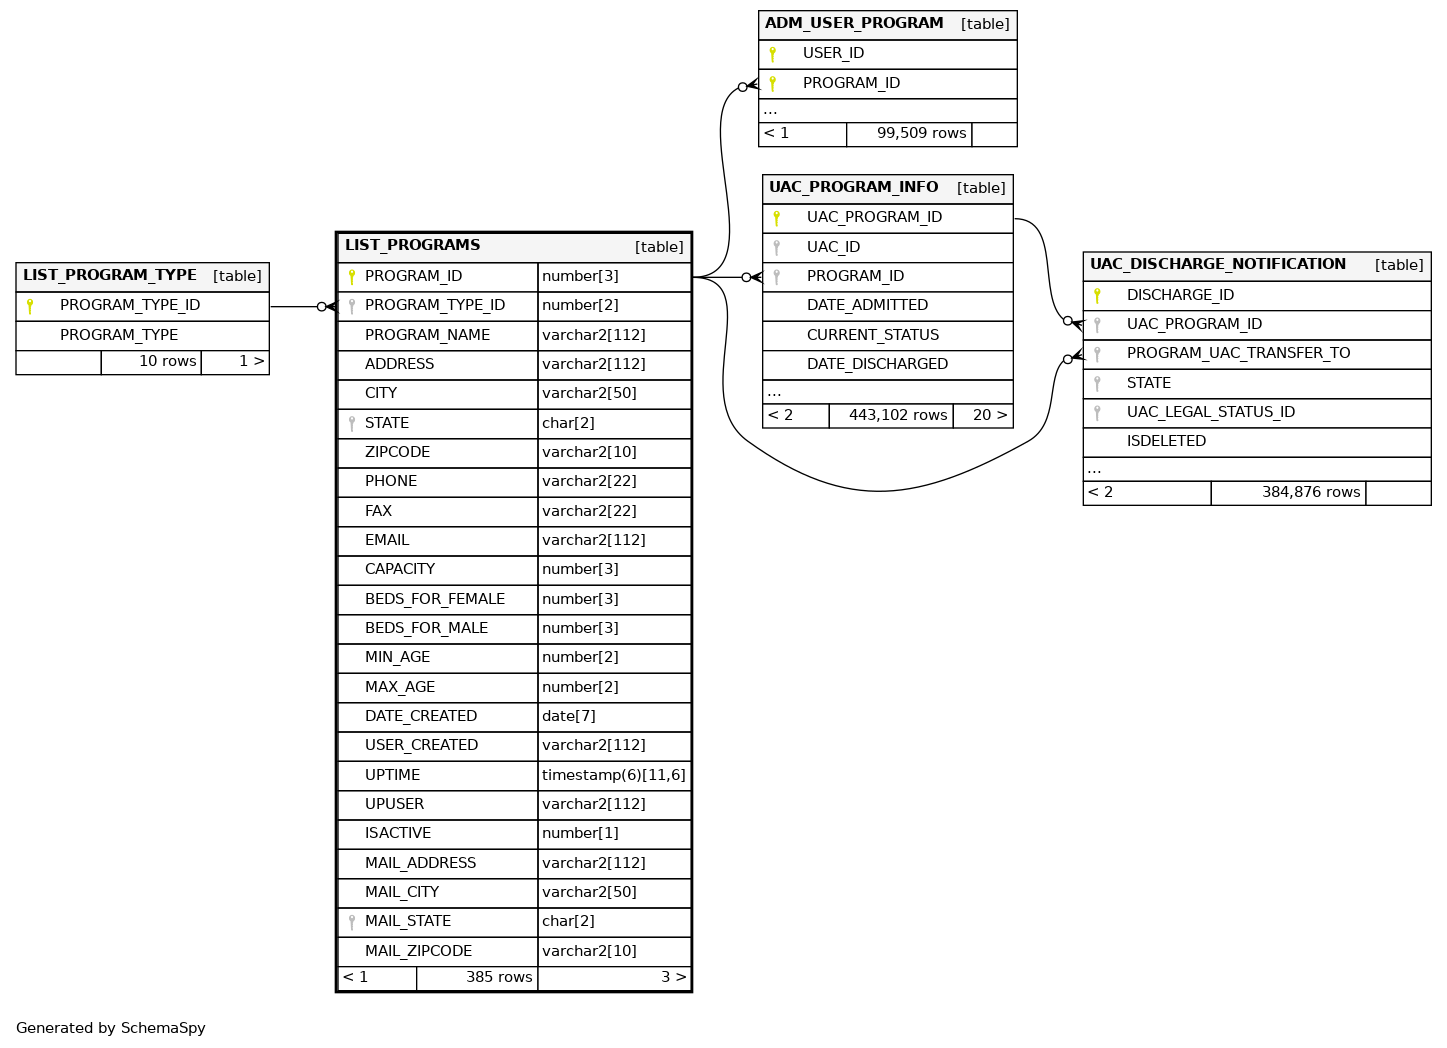 ADM_USER_PROGRAM [table]
USER_ID
PROGRAM_ID
...
< 1 99,509 rows
UAC_PROGRAM_INFO [table]
UAC_PROGRAM_ID
UAC_ID
PROGRAM_ID
DATE_ADMITTED
CURRENT_STATUS
DATE_DISCHARGED
...
< 2 443,102 rows 20 >
LIST_PROGRAM_TYPE [table]
PROGRAM_TYPE_ID
PROGRAM_TYPE
10 rows 1 >
LIST_PROGRAMS [table]
PROGRAM_ID number[3]
PROGRAM_TYPE_ID number[2]
PROGRAM_NAME varchar2[112]
ADDRESS varchar2[112]
CITY varchar2[50]
STATE char[2]
ZIPCODE varchar2[10]
PHONE varchar2[22]
FAX varchar2[22]
EMAIL varchar2[112]
CAPACITY number[3]
BEDS_FOR_FEMALE number[3]
BEDS_FOR_MALE number[3]
MIN_AGE number[2]
MAX_AGE number[2]
DATE_CREATED date[7]
USER_CREATED varchar2[112]
UPTIME timestamp(6)[11,6]
UPUSER varchar2[112]
ISACTIVE number[1]
MAIL_ADDRESS varchar2[112]
MAIL_CITY varchar2[50]
MAIL_STATE char[2]
MAIL_ZIPCODE varchar2[10]
< 1 385 rows 3 >
UAC_DISCHARGE_NOTIFICATION [table]
DISCHARGE_ID
UAC_PROGRAM_ID
PROGRAM_UAC_TRANSFER_TO
STATE
UAC_LEGAL_STATUS_ID
ISDELETED
...
< 2 384,876 rows
Generated by SchemaSpy